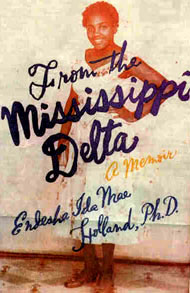 From the
Mississippi
Delta
A Memoir
Endesha Ida Mae
Holland, Ph.D.